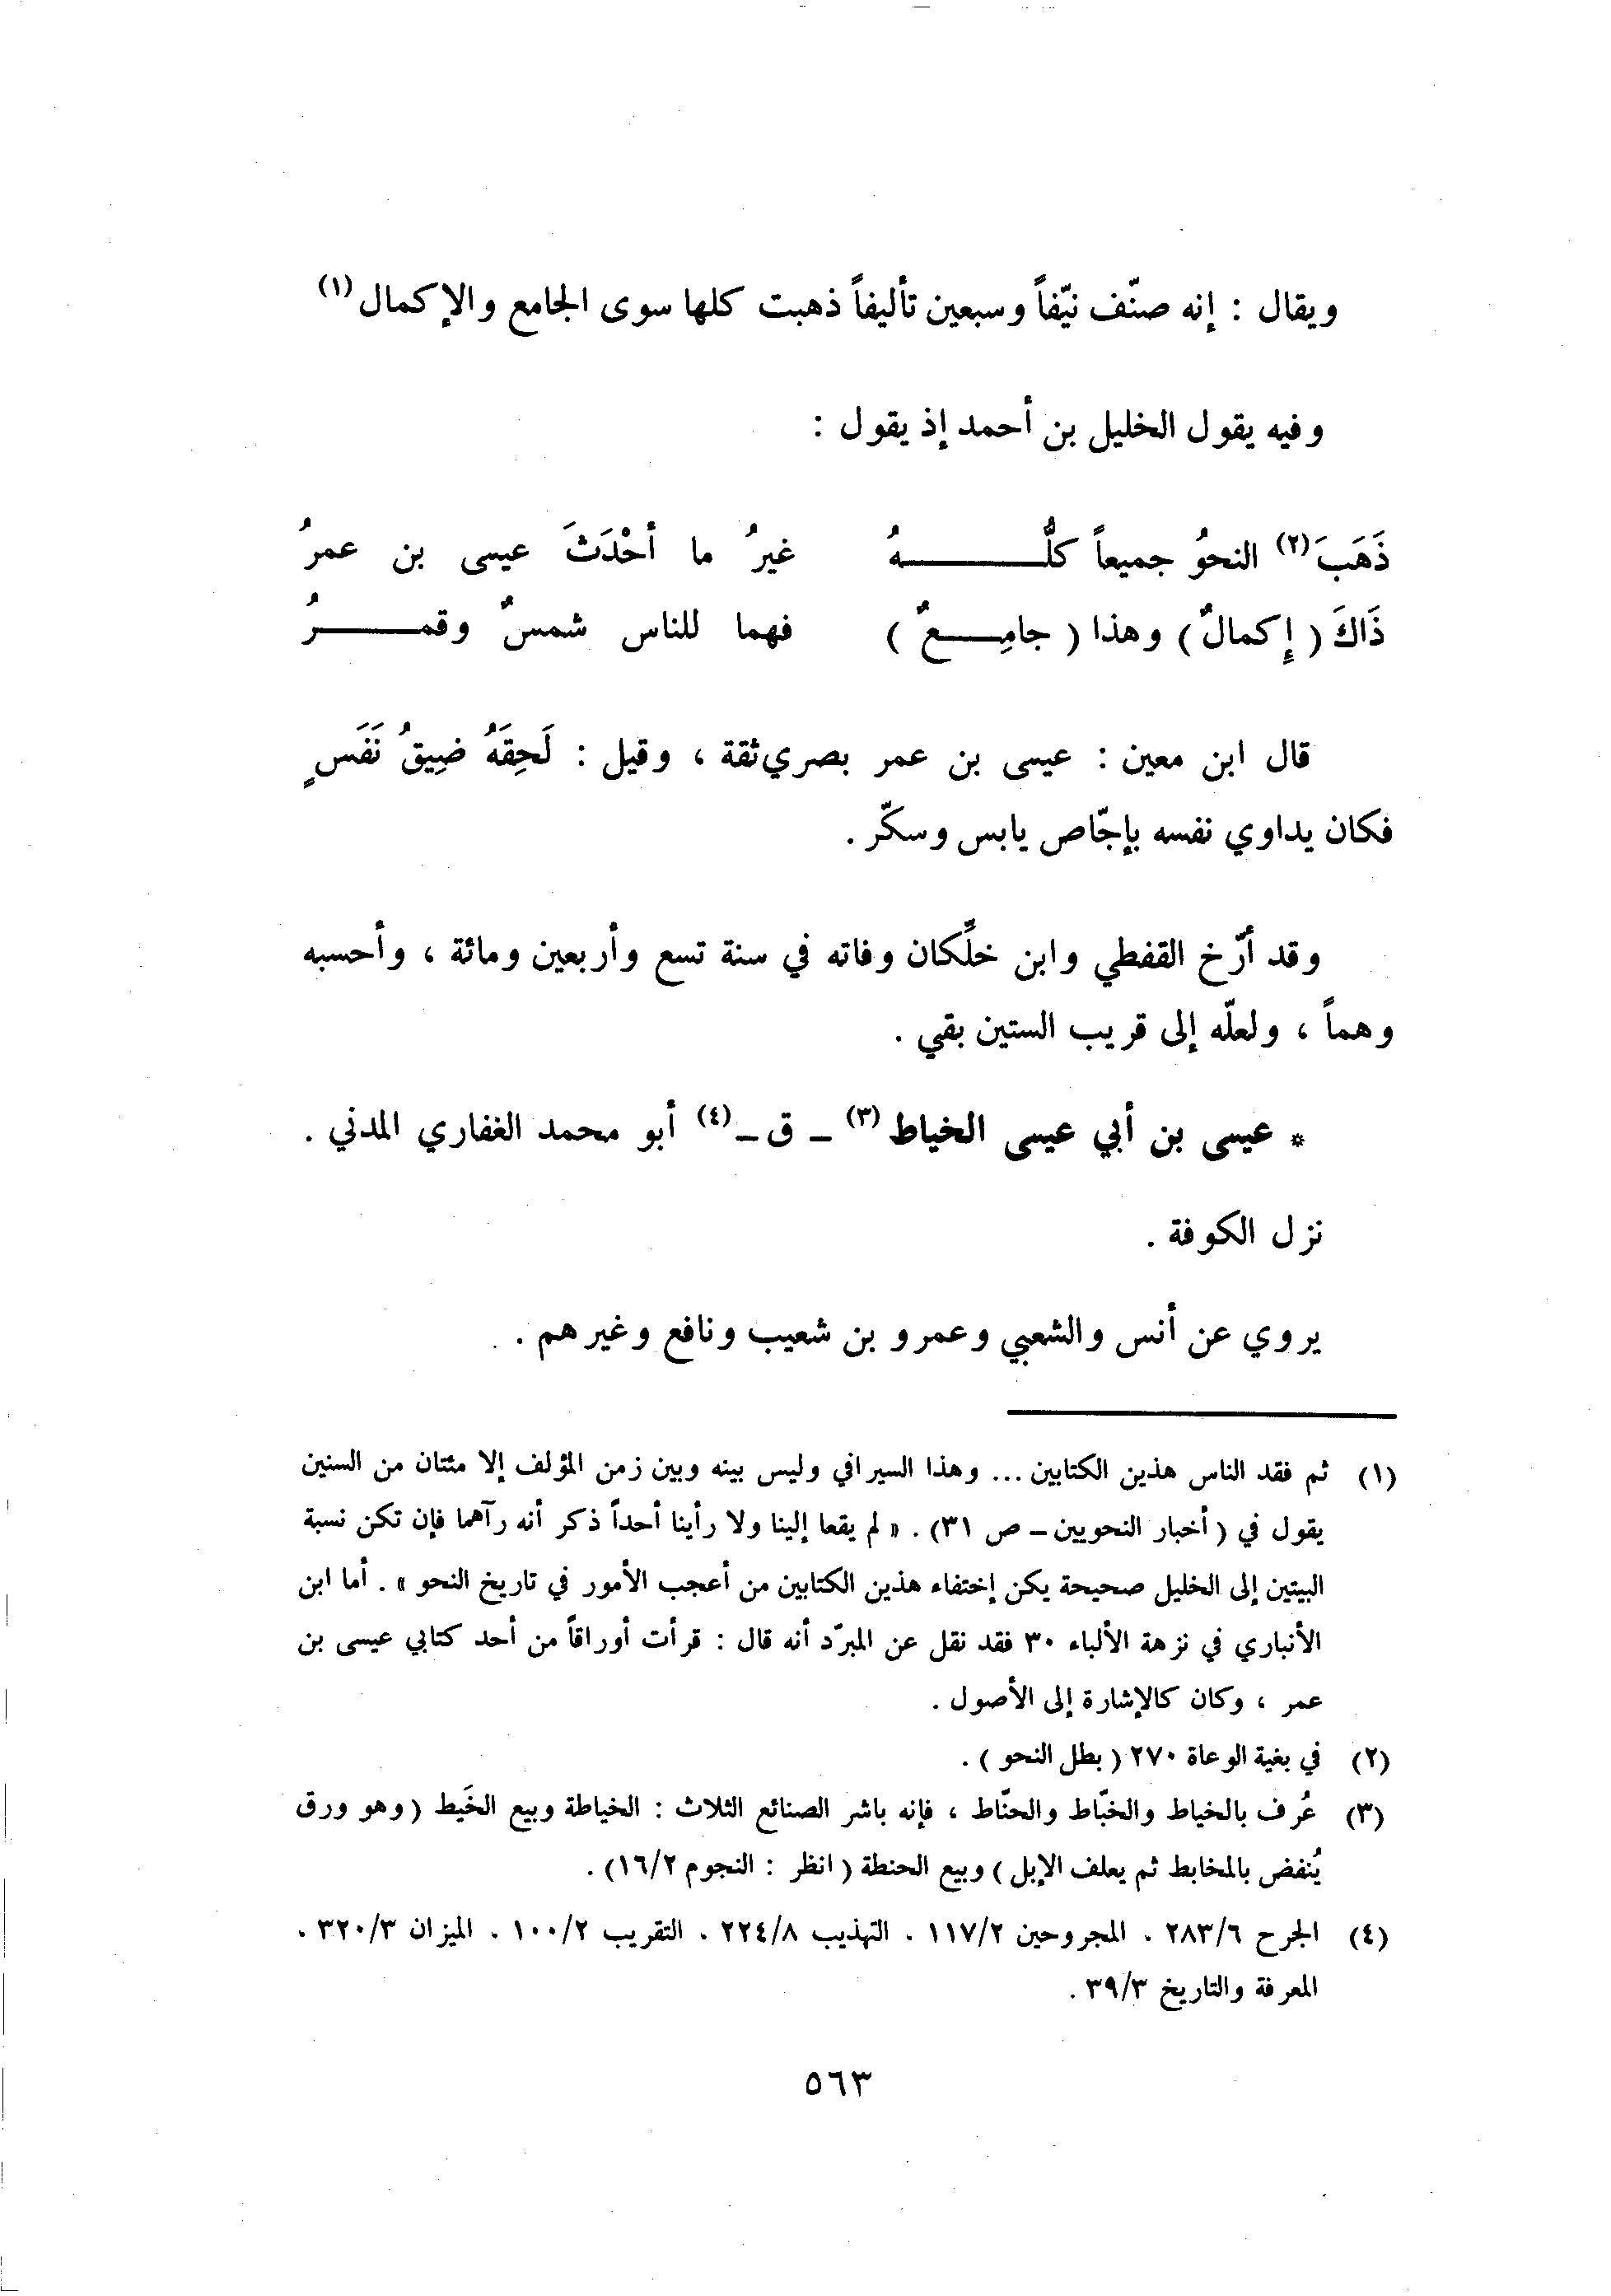 ويقال : إنه صنّف نيّفاً وسبعين تأليفاً ذهبت كلها سوى الجامع والإكمال (١)
وفيه يقول الخليل بن أحمد إذ يقول :
ذَهَبَ (٢) النحوُ جميعاً كلُّـــــــهُ غيرُ ما أحْدَثَ عيسى بن عمرُ
ذَاكَ ( إِكمالٌ ) وهذا ( جامِــــعٌ ) فهما للناس شمسٌ وقمــــرُ
قال ابن معين : عيسى بن عمر بصري ثقة ، وقيل : لَحِقَهُ ضِيقُ نَفَسٍ
فكان يداوي نفسه بإجّاص يابس وسكّر .
وقد أرّخ القفطي وابن خلِّكان وفاته في سنة تسع وأربعين ومائة ، وأحسبه
وهماً ، ولعلّه إلى قريب الستين بقي .
* عيسى بن أبي عيسى الخياط (٣) ــ ق ــ (٤) أبو محمد الغفاري المدني .
نزل الكوفة .
يروي عن أنس والشعبي وعمرو بن شعيب ونافع وغيرهم .
(١) ثم فقد الناس هذين الكتابين ... وهذا السيرافي وليس بينه وبين زمن المؤلف إلا مئتان من السنين
يقول في ( أخبار النحويين ــ ص ٣١) . « لم يقعا إلينا ولا رأينا أحداً ذكر أنه رآهما فإن تكن نسبة
البيتين إلى الخليل صحيحة يكن إختفاء هذين الكتابين من أعجب الأمور في تاريخ النحو » . أما ابن
الأنباري في نزهة الألباء ٣٠ فقد نقل عن المبرّد أنه قال : قرأت أوراقاً من أحد كتابي عيسى بن
عمر ، وكان كالإشارة إلى الأصول .
(٢) في بغية الوعاة ٢٧٠ ( بطل النحو ) .
(٣) عُرف بالخياط والخبّاط والحنّاط ، فإنه باشر الصنائع الثلاث : الخياطة وبيع الخَيط ( وهو ورق
يُنفض بالمخابط ثم يعلف الإبل ) وبيع الحنطة ( انظر : النجوم ١٦/٢) .
(٤) الجرح ٢٨٣/٦ . المجروحين ١١٧/٢ . التهذيب ٢٢٤/٨ . التقريب ١٠٠/٢ . الميزان ٣٢٠/٣ .
المعرفة والتاريخ ٣٩/٣ .
٥٦٣